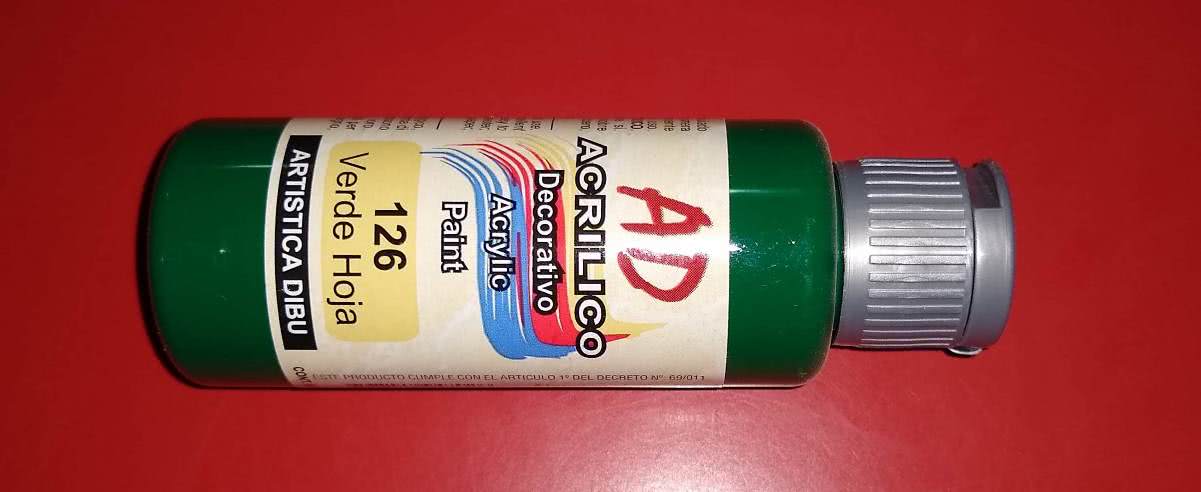 AD
ACRILICO
Decorativo
Acrylic
Paint
126
Verde Hoja
ARTISTICA DIBU
ESTE PRODUCTO CUMPLE CON EL ARTICULO 1º DEL DECRETO Nº 69/011